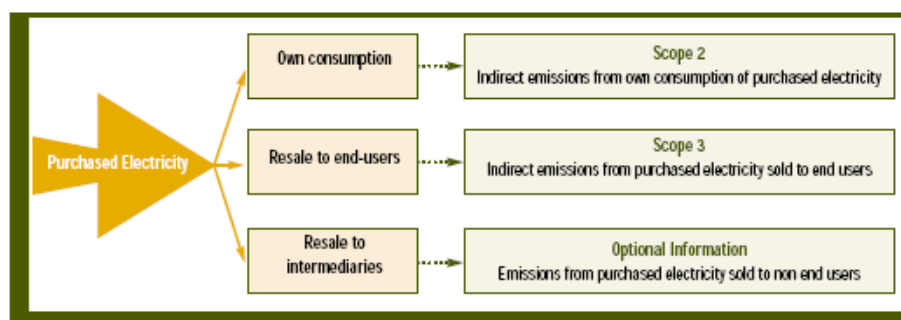 Purchased Electricity
Own consumption
Scope 2
Indirect emissions from own consumption of purchased electricity
Resale to end-users
Scope 3
Indirect emissions from purchased electricity sold to end users
Resale to
intermediaries
Optional Information
Emissions from purchased electricity sold to non end users